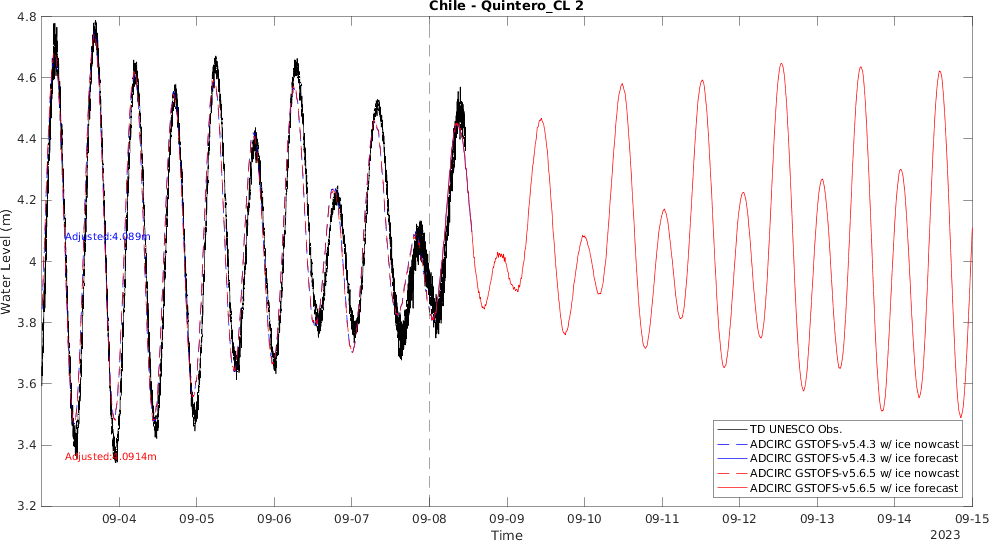 Chile - Quintero_CL 2
4.8
4.6
4.4
4.2
4
3.8
3.6
3.4
3.2
Water Level (m)
Adjusted:4.089m
Adjusted:4.0914m
TD UNESCO Obs.
ADCIRC GSTOFS-v5.4.3 w/ ice nowcast
ADCIRC GSTOFS-v5.4.3 w/ ice forecast
ADCIRC GSTOFS-v5.6.5 w/ ice nowcast
ADCIRC GSTOFS-v5.6.5 w/ ice forecast
09-04 09-05 09-06 09-07 09-08 09-09 09-10 09-11 09-12 09-13 09-14 09-15
Time
2023